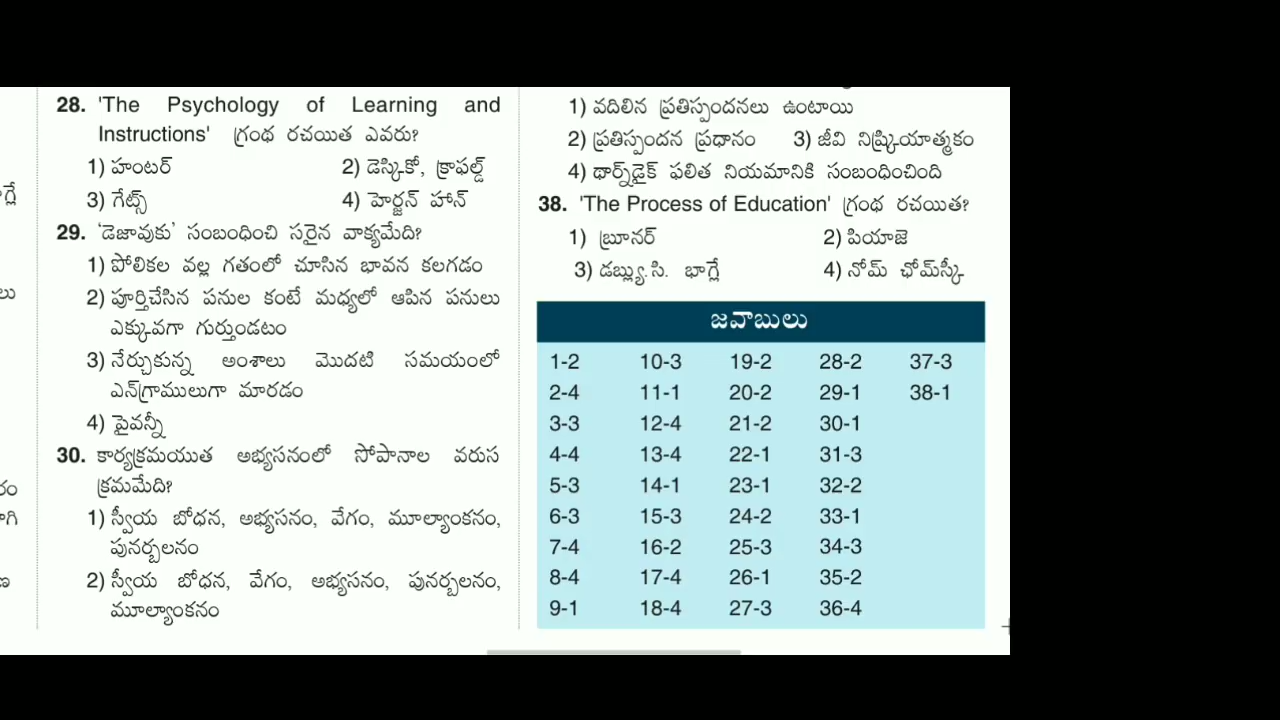 గ్లే
లు
రం
ాగి
ణ
28. 'The Psychology of Learning and
Instructions' గ్రంథ రచయిత ఎవరు?
1) హంటర్ 2) డెస్కికో, క్రాఫల్డ్
3) గేట్స్ 4) హెర్జన్ హాన్
29. 'డెజావుకు' సంబంధించి సరైన వాక్యమేది?
1) పోలికల వల్ల గతంలో చూసిన భావన కలగడం
2) పూర్తిచేసిన పనుల కంటే మధ్యలో ఆపిన పనులు
ఎక్కువగా గుర్తుండటం
3) నేర్చుకున్న అంశాలు మొదటి సమయంలో
ఎన్‌గ్రాములుగా మారడం
4) పైవన్నీ
30. కార్యక్రమయుత అభ్యసనంలో సోపానాల వరుస
క్రమమేది?
1) స్వీయ బోధన, అభ్యసనం, వేగం, మూల్యాంకనం,
పునర్బలనం
2) స్వీయ బోధన, వేగం, అభ్యసనం, పునర్బలనం,
మూల్యాంకనం
1) వదిలిన ప్రతిస్పందనలు ఉంటాయి
2) ప్రతిస్పందన ప్రధానం 3) జీవి నిష్క్రియాత్మకం
4) థార్న్‌డైక్ ఫలిత నియమానికి సంబంధించింది
38. 'The Process of Education' గ్రంథ రచయిత?
1) బ్రూనర్ 2) పియాజె
3) డబ్ల్యు.సి. భాగ్లే 4) నోమ్ ఛోమ్‌స్కీ
జవాబులు
1-2 10-3 19-2 28-2 37-3
2-4 11-1 20-2 29-1 38-1
3-3 12-4 21-2 30-1
4-4 13-4 22-1 31-3
5-3 14-1 23-1 32-2
6-3 15-3 24-2 33-1
7-4 16-2 25-3 34-3
8-4 17-4 26-1 35-2
9-1 18-4 27-3 36-4